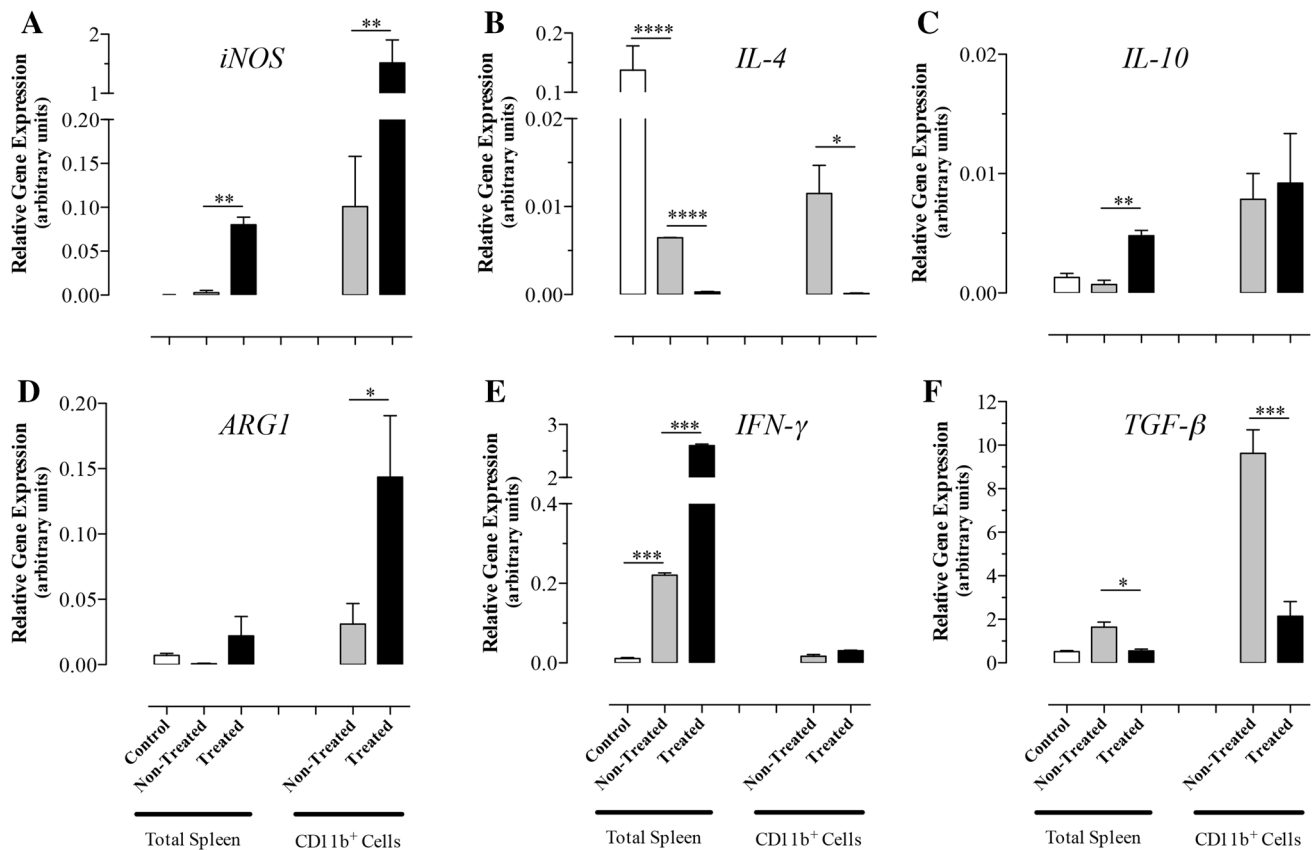 A
iNOS
**
**
Relative Gene Expression
(arbitrary units)
2
1
0.20
0.15
0.10
0.05
0.00
B
IL-4
****
****
*
Relative Gene Expression
(arbitrary units)
0.2
0.1
0.02
0.01
0.00
C
IL-10
**
Relative Gene Expression
(arbitrary units)
0.02
0.01
0.00
D
ARG1
*
Relative Gene Expression
(arbitrary units)
0.20
0.15
0.10
0.05
0.00
Control
Non-Treated
Treated
Non-Treated
Treated
Total Spleen
CD11b+ Cells
E
IFN-γ
***
***
Relative Gene Expression
(arbitrary units)
3
2
0.4
0.2
0.0
Control
Non-Treated
Treated
Non-Treated
Treated
Total Spleen
CD11b+ Cells
F
TGF-β
*
***
Relative Gene Expression
(arbitrary units)
12
10
8
6
4
2
0
Control
Non-Treated
Treated
Non-Treated
Treated
Total Spleen
CD11b+ Cells